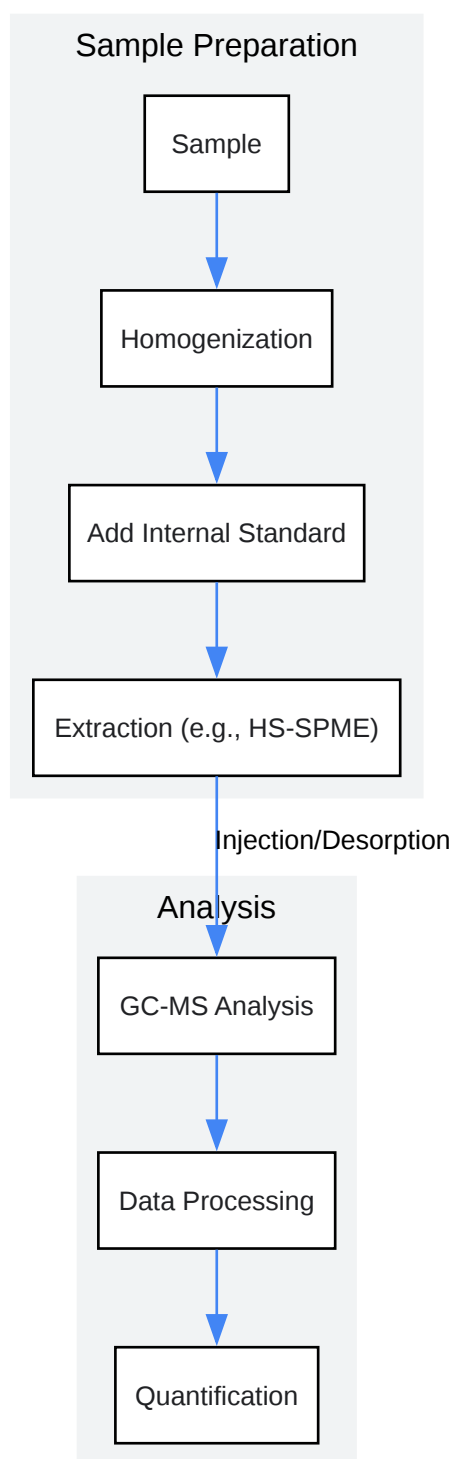 Sample Preparation
Sample
Homogenization
Add Internal Standard
Extraction (e.g., HS-SPME)
Injection/Desorption
Analysis
GC-MS Analysis
Data Processing
Quantification